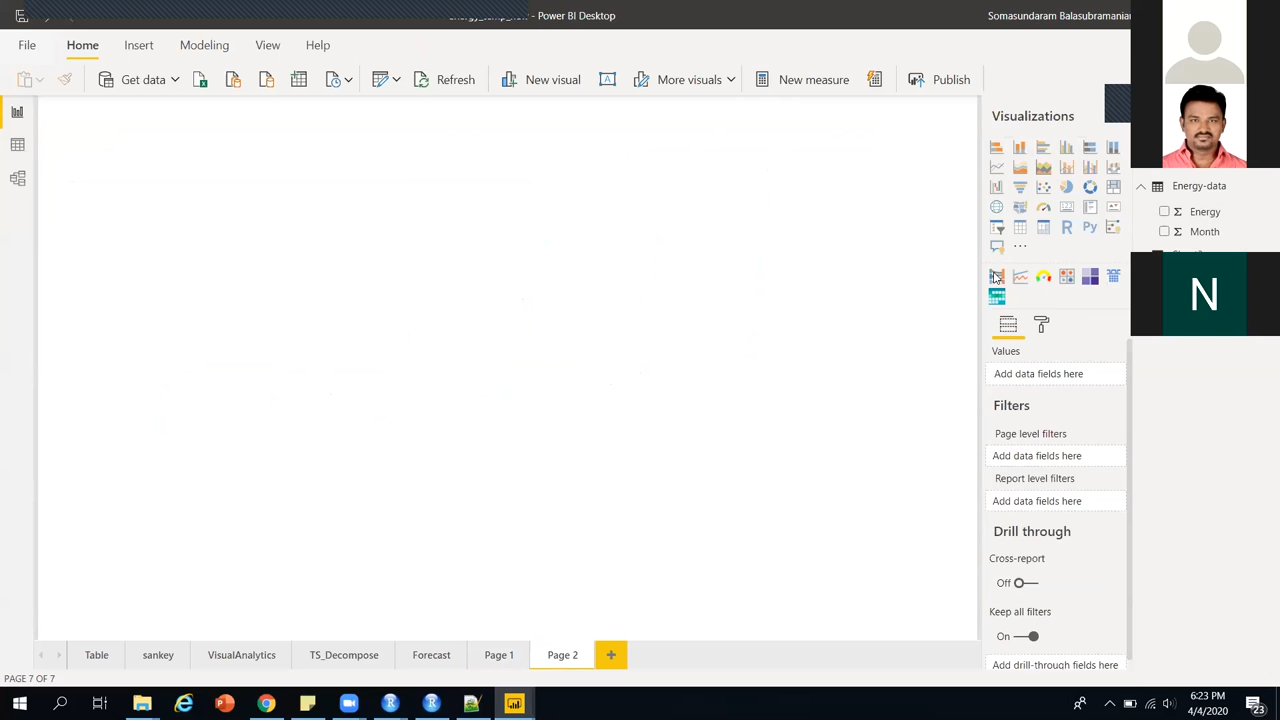 energy_temp_new - Power BI Desktop
Somasundaram Balasubramanian
File Home Insert Modeling View Help
Get data Refresh New visual A More visuals New measure Publish
Visualizations
R Py
123
...
Values
Add data fields here
Filters
Page level filters
Add data fields here
Report level filters
Add data fields here
Drill through
Cross-report
Off
Keep all filters
On
Add drill-through fields here
Energy-data
Σ Energy
Σ Month
N
Table sankey VisualAnalytics TS_Decompose Forecast Page 1 Page 2 +
PAGE 7 OF 7
6:23 PM
4/4/2020
23